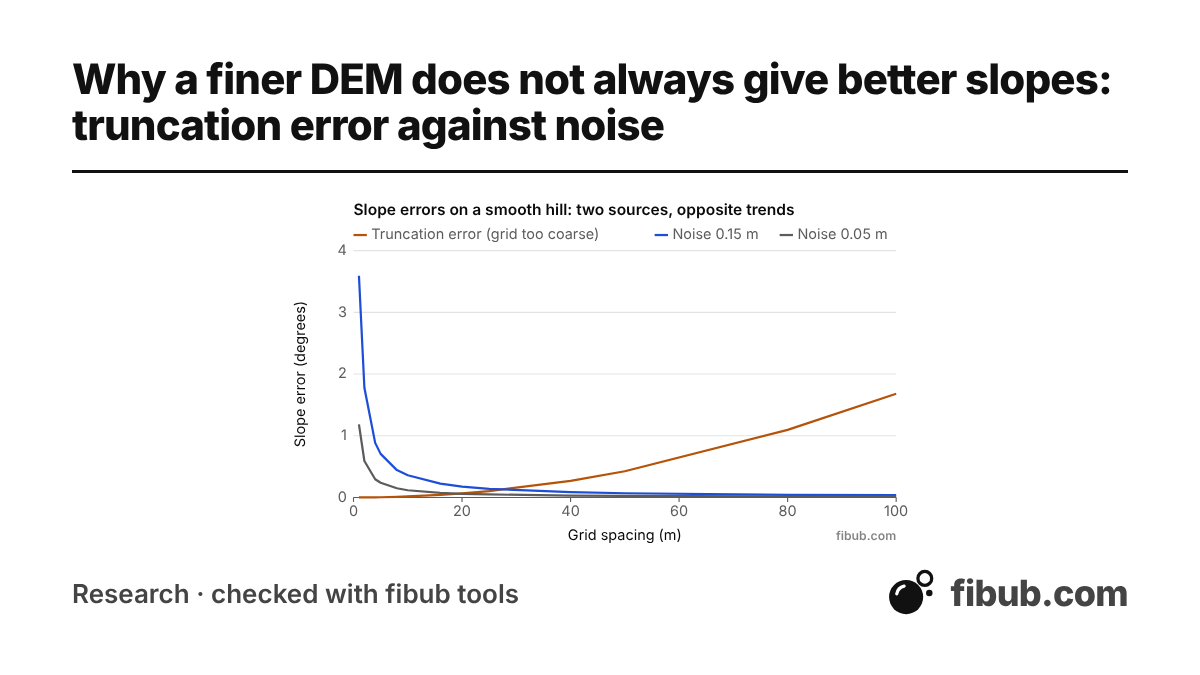 Why a finer DEM does not always give better slopes:
truncation error against noise
Slope errors on a smooth hill: two sources, opposite trends
Truncation error (grid too coarse) Noise 0.15 m Noise 0.05 m
4
3
2
1
0
Slope error (degrees)
0 20 40 60 80 100
Grid spacing (m)
fibub.com
Research · checked with fibub tools
fibub.com